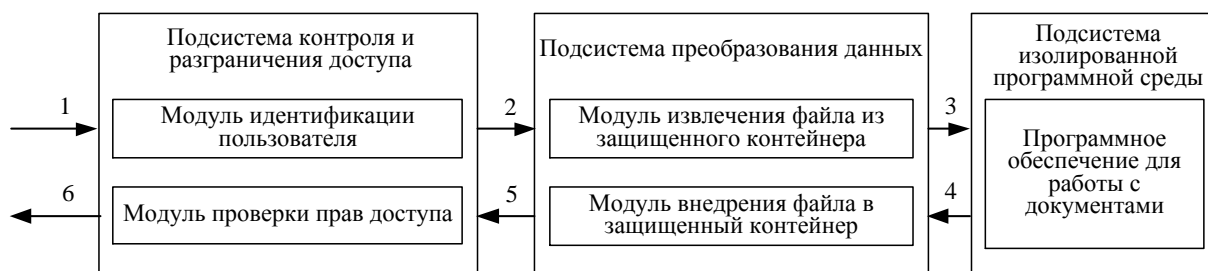 Подсистема контроля и
разграничения доступа
1
Модуль идентификации
пользователя
6
Модуль проверки прав доступа
2
5
Подсистема преобразования данных
Модуль извлечения файла из
защищенного контейнера
Модуль внедрения файла в
защищенный контейнер
3
4
Подсистема
изолированной
программной среды
Программное
обеспечение для
работы с
документами